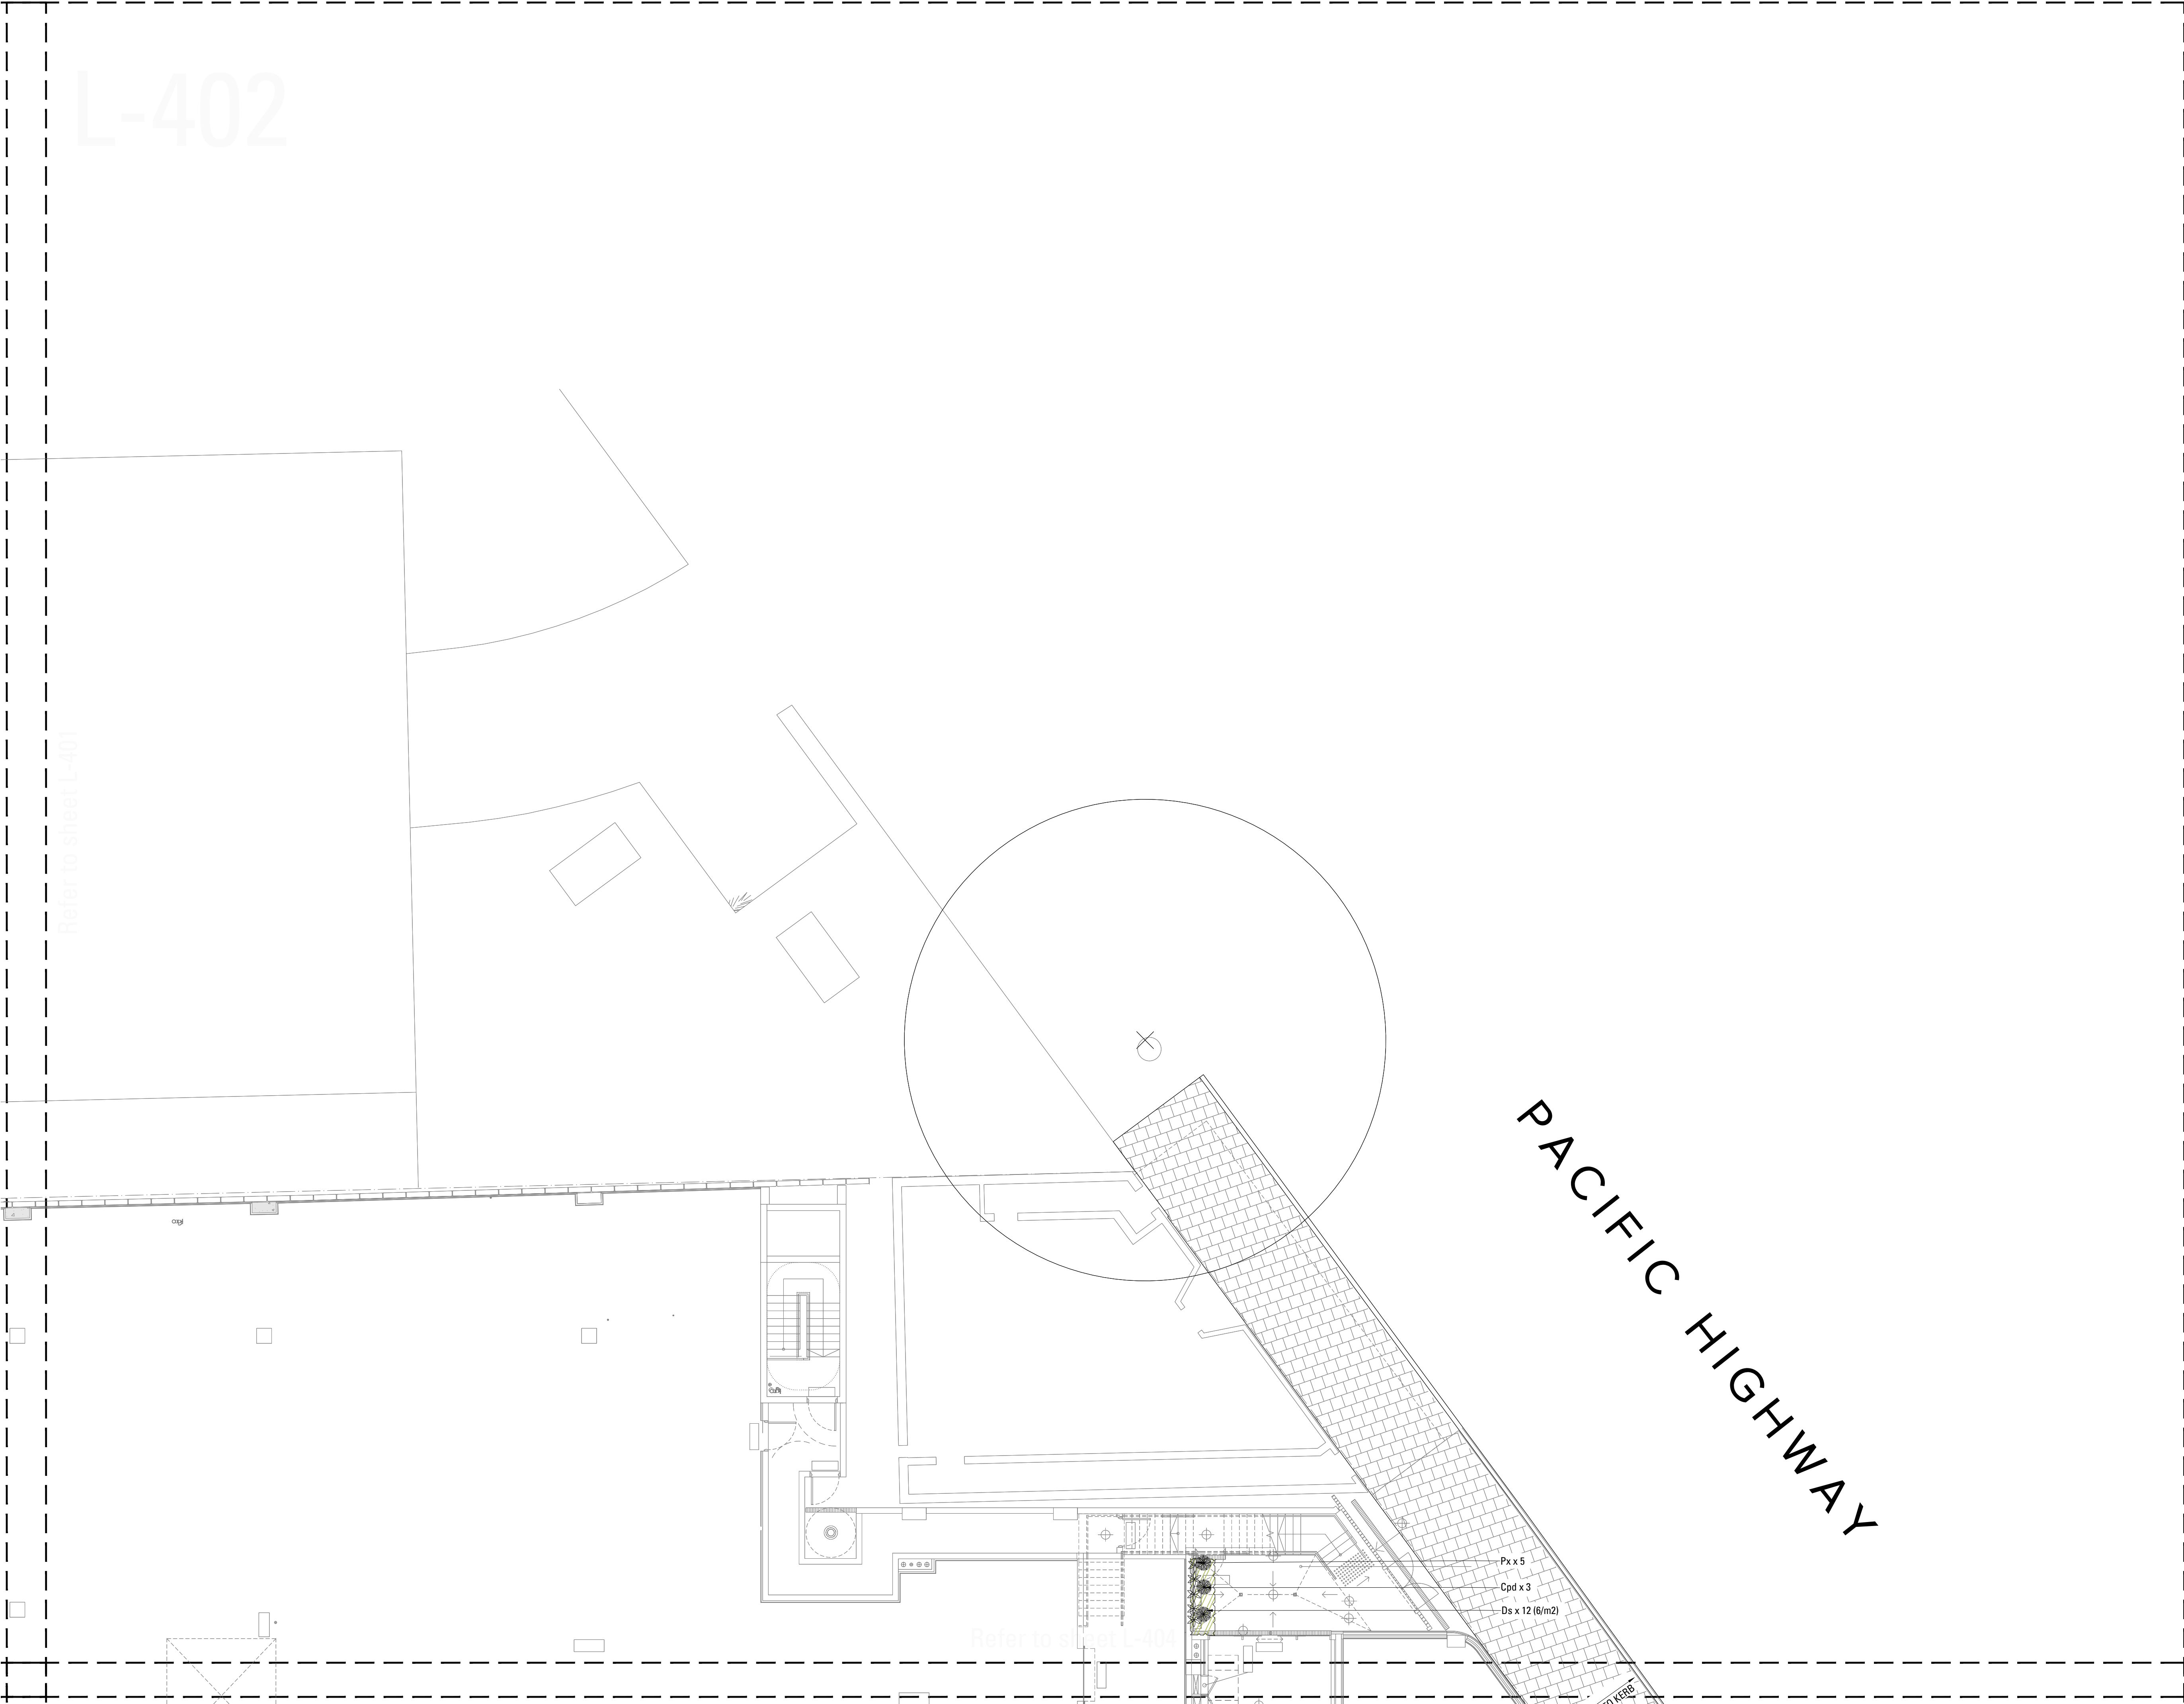 L-402
Refer to sheet L-401
PACIFIC HIGHWAY
Px x 5
Cpd x 3
Ds x 12 (6/m2)
Refer to sheet L-404
KERB